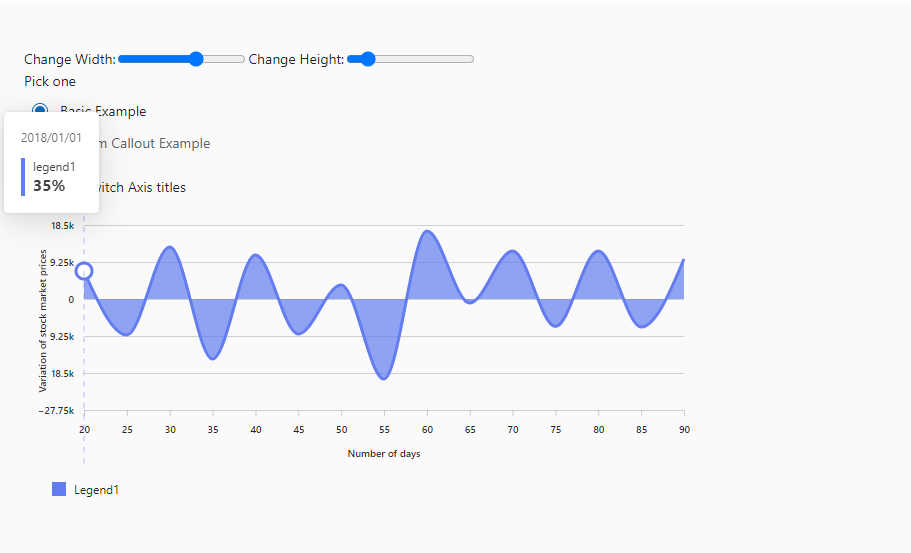 Change Width: Change Height:
Pick one
Basic Example
m Callout Example
2018/01/01
legend1
35%
witch Axis titles
Variation of stock market prices
18.5k
9.25k
0
9.25k
18.5k
−27.75k
20 25 30 35 40 45 50 55 60 65 70 75 80 85 90
Number of days
Legend1